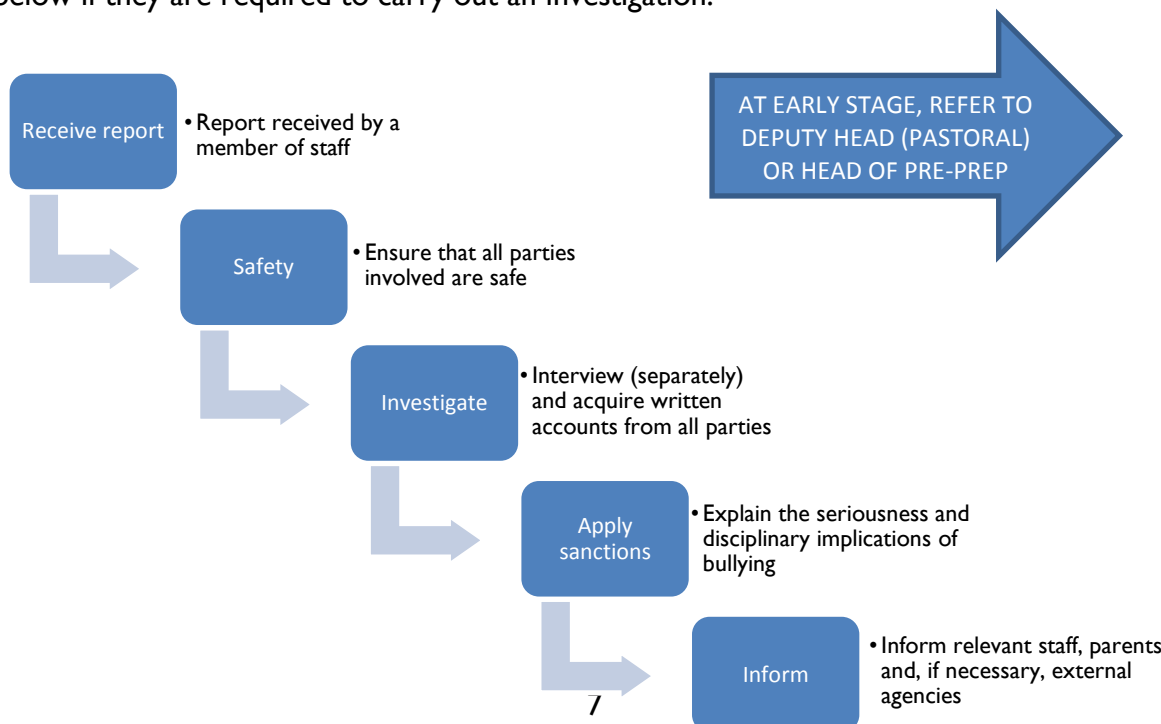 below if they are required to carry out an investigation.
AT EARLY STAGE, REFER TO
DEPUTY HEAD (PASTORAL)
OR HEAD OF PRE-PREP
Receive report
• Report received by a
member of staff
Safety
• Ensure that all parties
involved are safe
Investigate
• Interview (separately)
and acquire written
accounts from all parties
Apply
sanctions
• Explain the seriousness and
disciplinary implications of
bullying
Inform
• Inform relevant staff, parents
and, if necessary, external
agencies
7